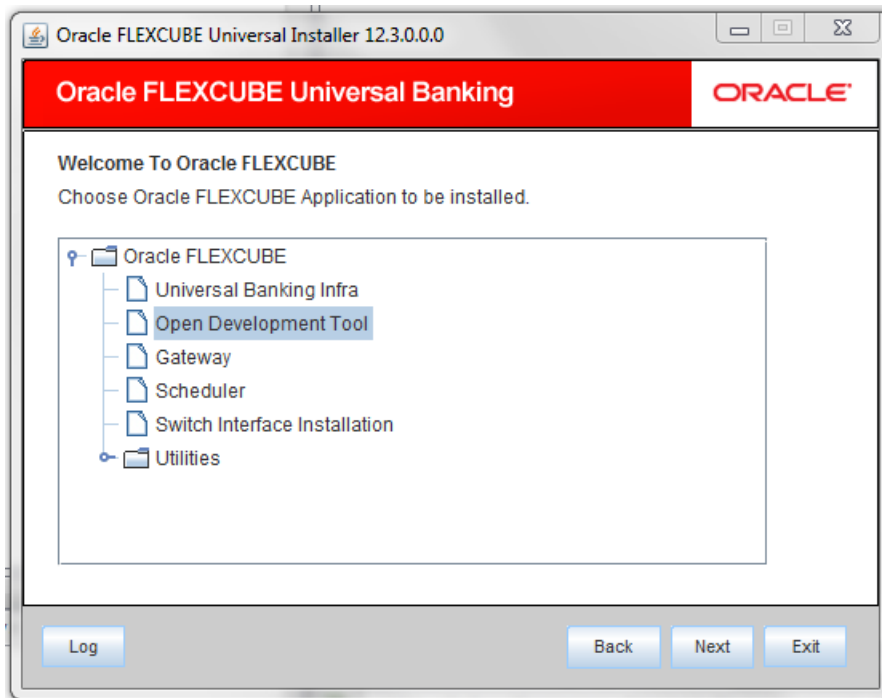 Oracle FLEXCUBE Universal Installer 12.3.0.0.0
Oracle FLEXCUBE Universal Banking
ORACLE
Welcome To Oracle FLEXCUBE
Choose Oracle FLEXCUBE Application to be installed.
Oracle FLEXCUBE
Universal Banking Infra
Open Development Tool
Gateway
Scheduler
Switch Interface Installation
Utilities
Log
Back
Next
Exit